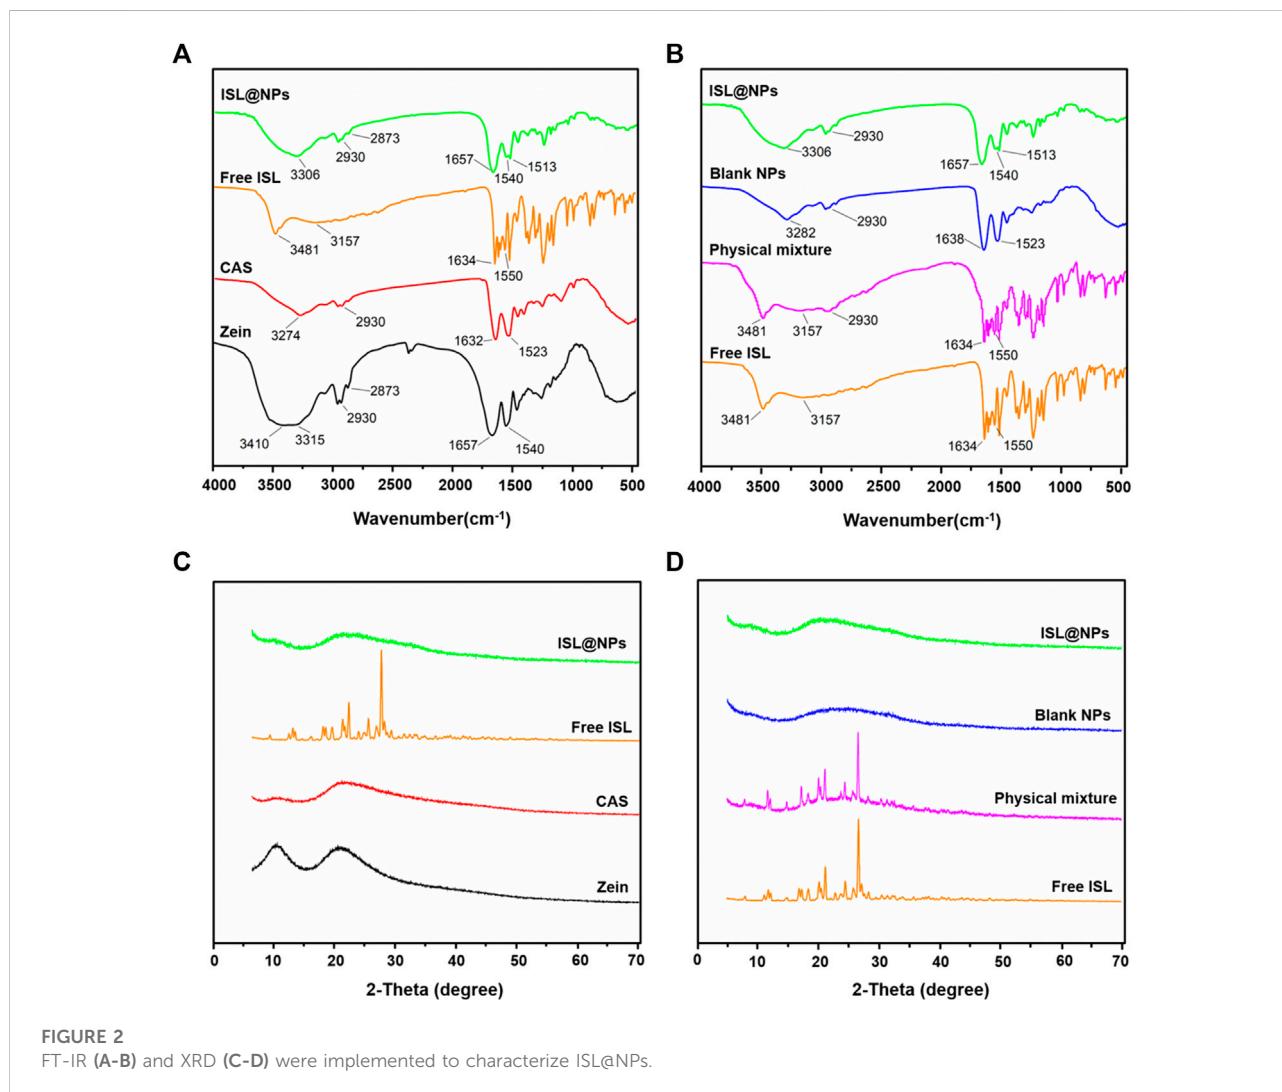 A
ISL@NPs
2873
2930
3306
1657
1540
1513
Free ISL
3481
3157
1634
1550
CAS
3274
2930
1632
1523
Zein
3410
3315
2930
2873
1657
1540
4000 3500 3000 2500 2000 1500 1000 500
Wavenumber(cm-1)
B
ISL@NPs
2930
3306
1657
1540
1513
Blank NPs
3282
2930
1638
1523
Physical mixture
3481
3157
2930
1634
1550
Free ISL
3481
3157
1634
1550
4000 3500 3000 2500 2000 1500 1000 500
Wavenumber(cm-1)
C
ISL@NPs
Free ISL
CAS
Zein
0 10 20 30 40 50 60 70
2-Theta (degree)
D
ISL@NPs
Blank NPs
Physical mixture
Free ISL
0 10 20 30 40 50 60 70
2-Theta (degree)
FIGURE 2
FT-IR (A-B) and XRD (C-D) were implemented to characterize ISL@NPs.